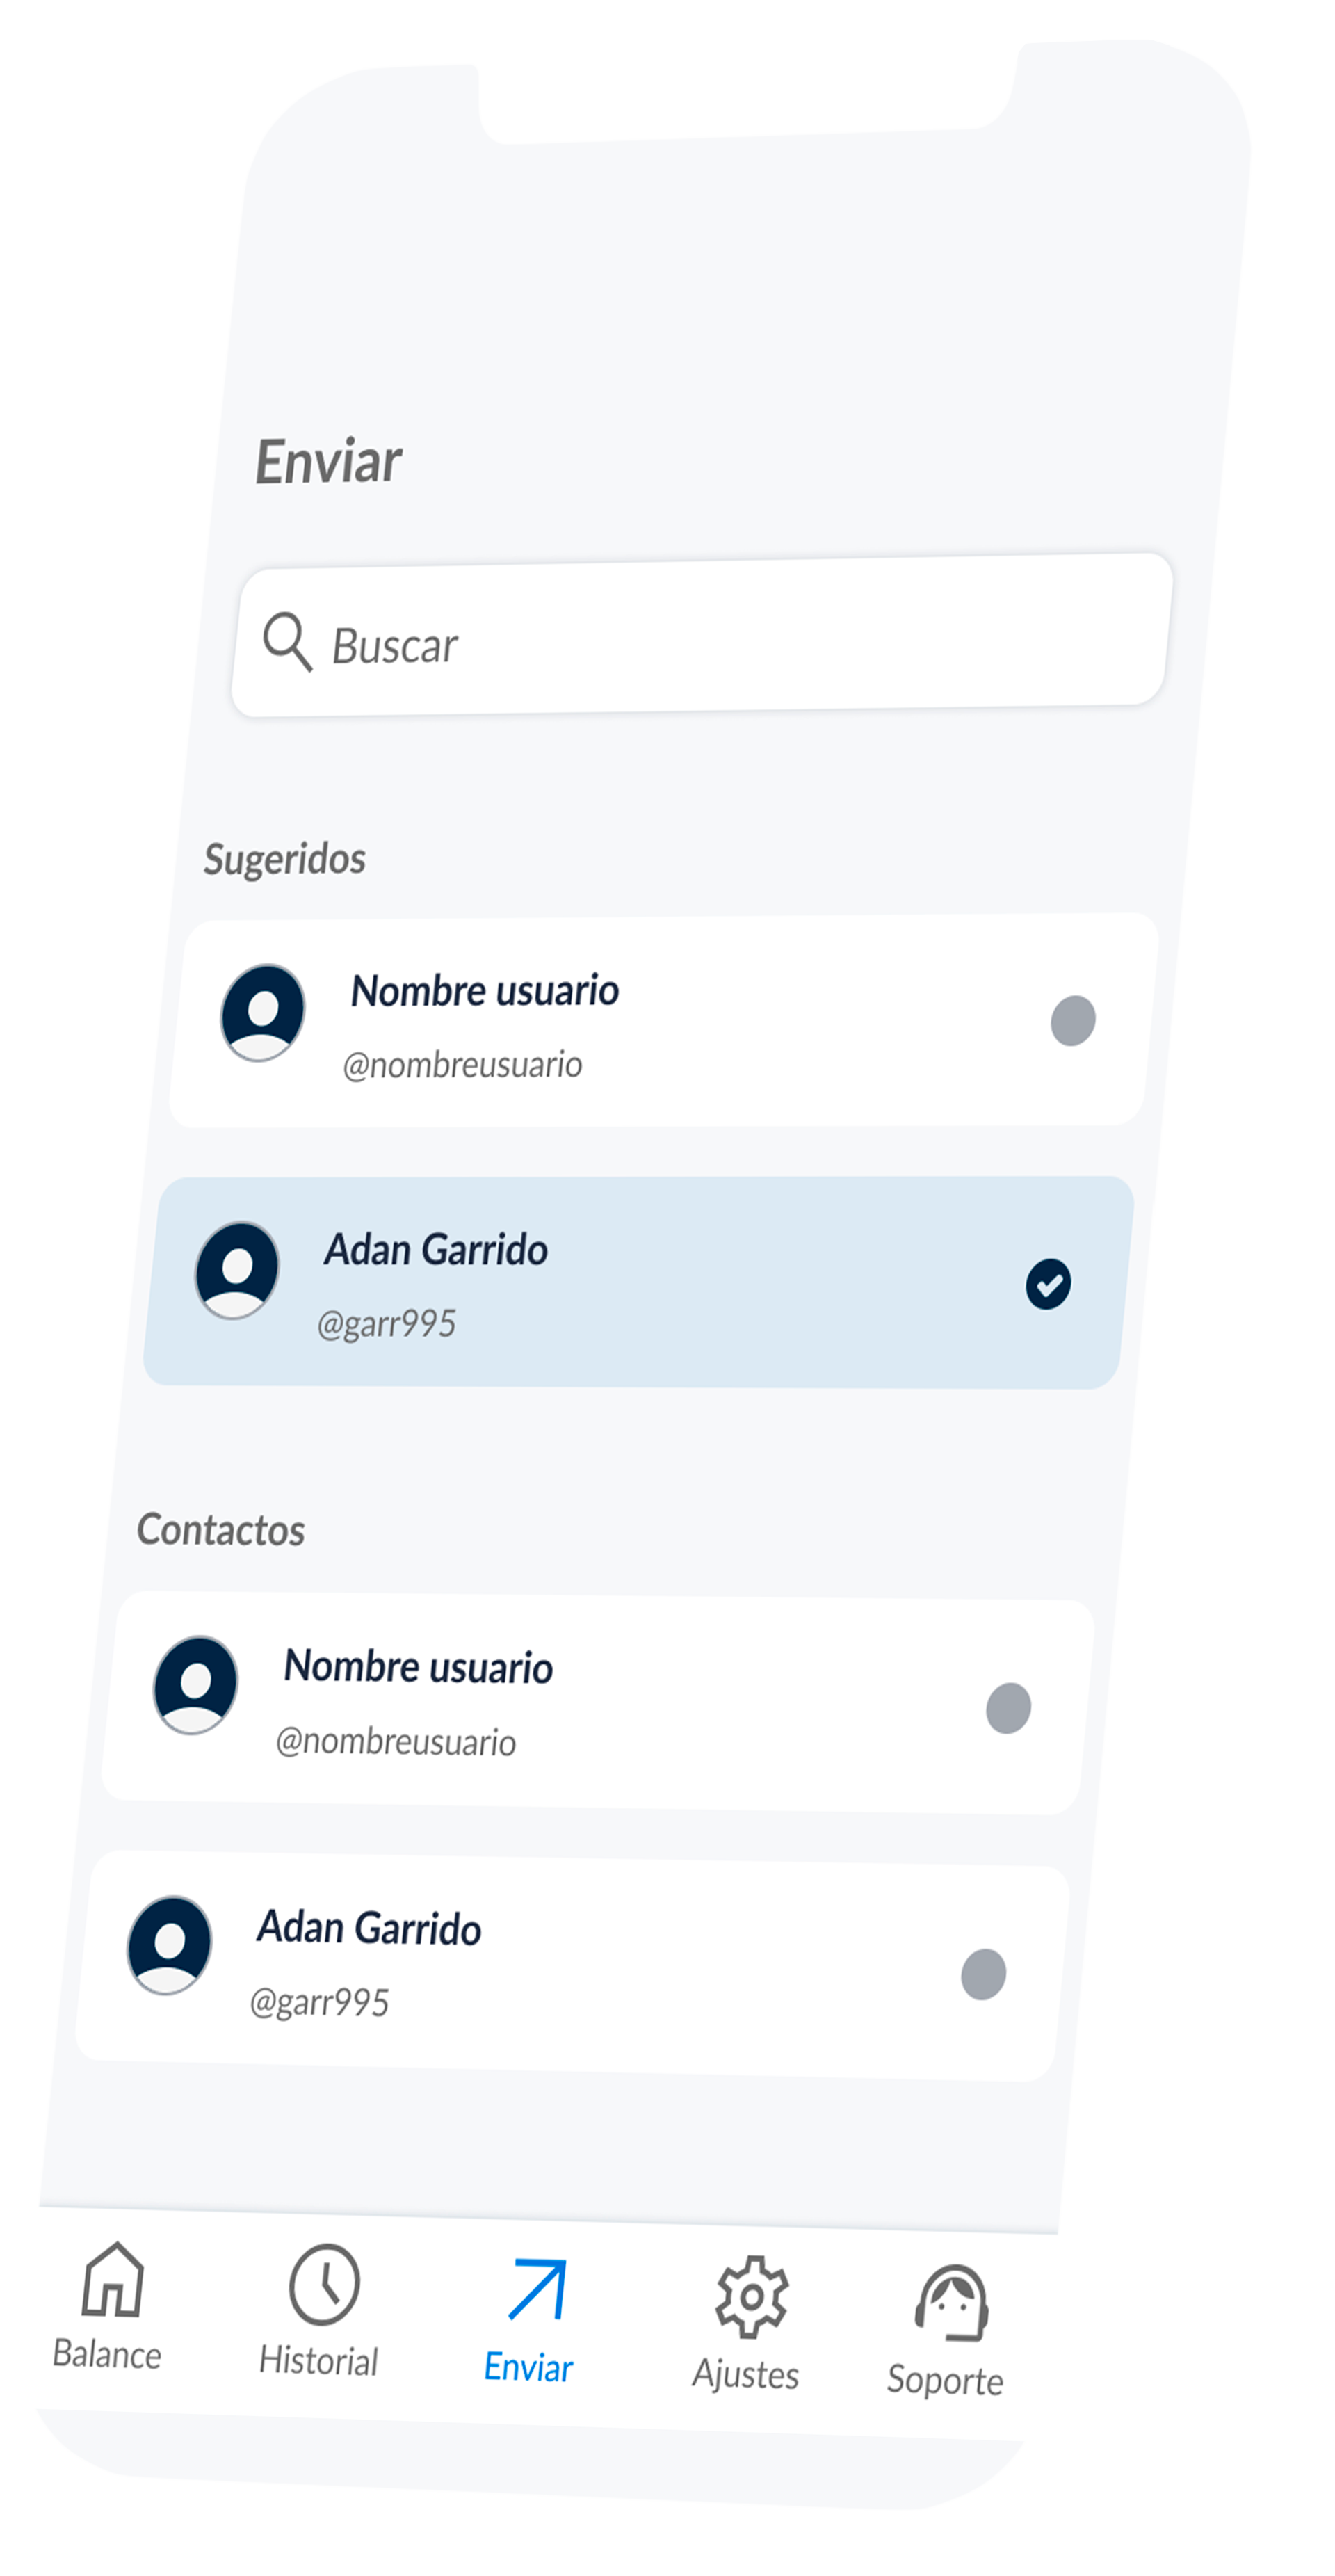 Enviar
Buscar
Sugeridos
Nombre usuario
@nombreusuario
Adan Garrido
@garr995
Contactos
Nombre usuario
@nombreusuario
Adan Garrido
@garr995
Balance
Historial
Enviar
Ajustes
Soporte